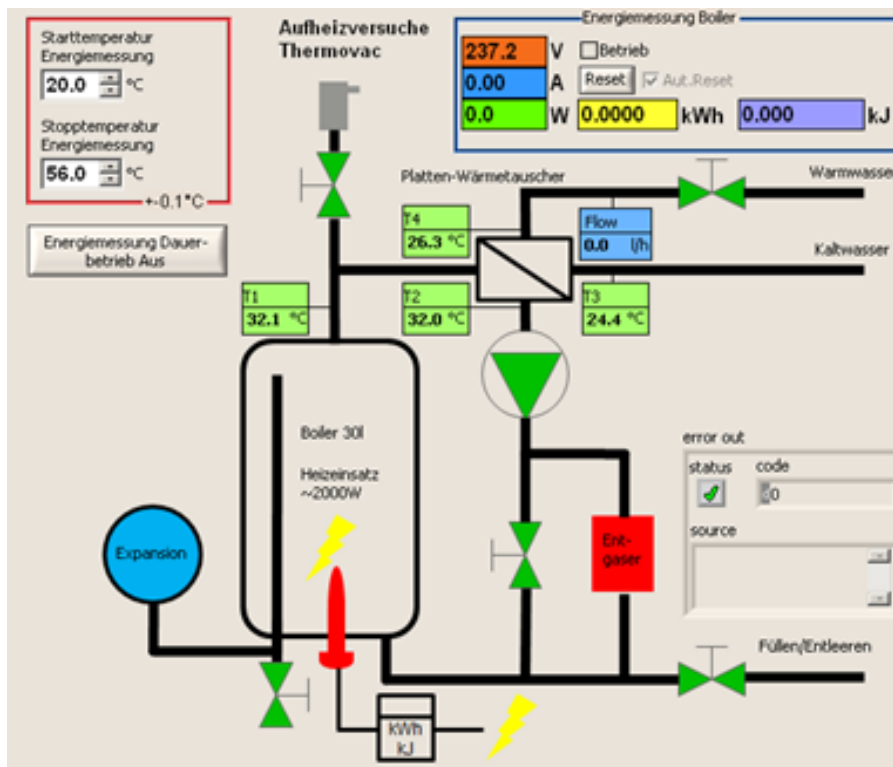 Starttemperatur
Energiemessung
20.0 °C
Stopptemperatur
Energiemessung
56.0 °C
+-0.1°C
Energiemessung Dauer-
betrieb Aus
Aufheizversuche
Thermovac
Energiemessung Boiler
237.2 V Betrieb
0.00 A Reset Aut.Reset
0.0 W 0.0000 kWh 0.000 kJ
Platten-Wärmetauscher
Warmwasser
T4
26.3 °C
Flow
0.0 l/h
Kaltwasser
T1
32.1 °C
T2
32.0 °C
T3
24.4 °C
Boiler 30l
Heizeinsatz
~2000W
Expansion
Ent-
gaser
error out
status code
0
source
Füllen/Entleeren
kWh
kJ